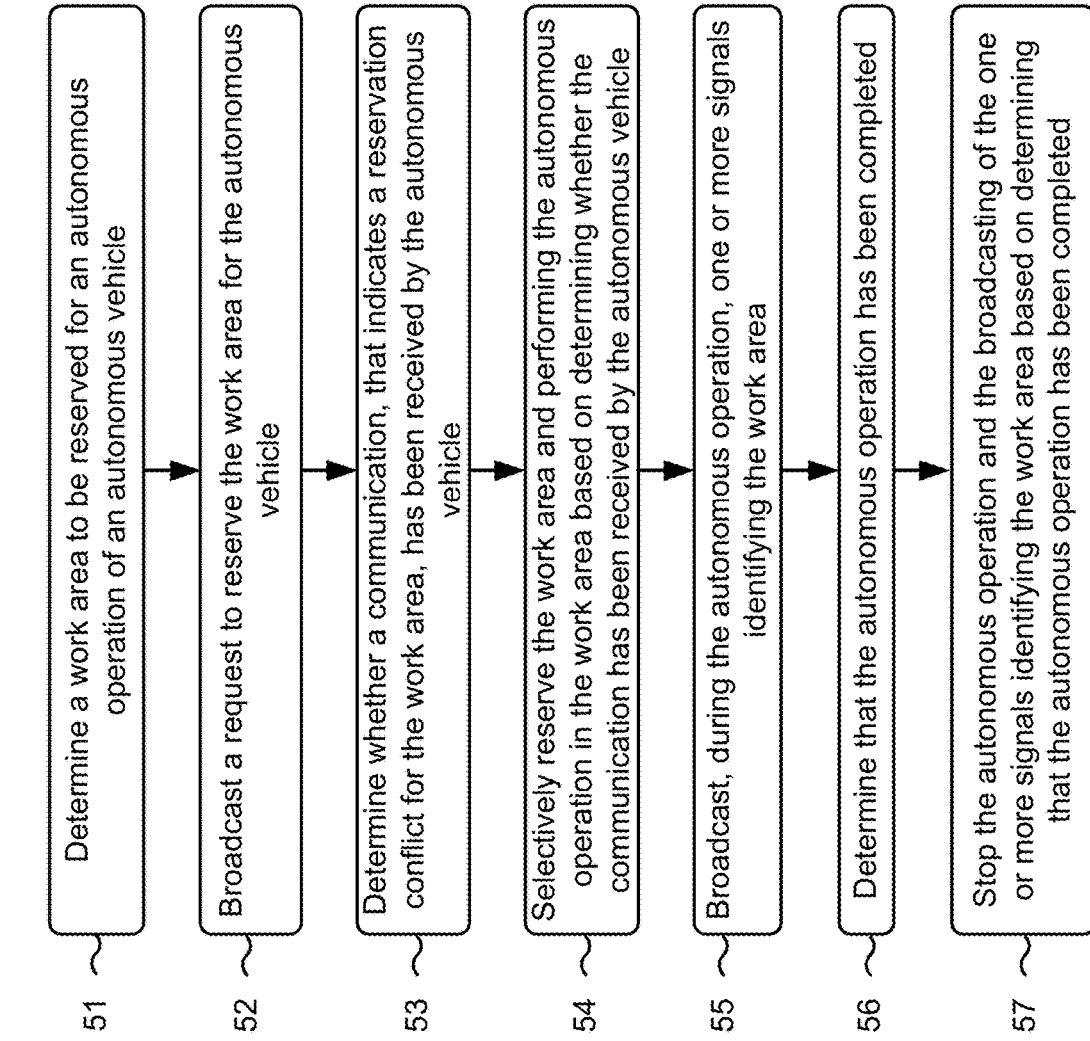 51
Determine a work area to be reserved for an autonomous
operation of an autonomous vehicle
52
Broadcast a request to reserve the work area for the autonomous
vehicle
53
Determine whether a communication, that indicates a reservation
conflict for the work area, has been received by the autonomous
vehicle
54
Selectively reserve the work area and performing the autonomous
operation in the work area based on determining whether the
communication has been received by the autonomous vehicle
55
Broadcast, during the autonomous operation, one or more signals
identifying the work area
56
Determine that the autonomous operation has been completed
57
Stop the autonomous operation and the broadcasting of the one
or more signals identifying the work area based on determining
that the autonomous operation has been completed